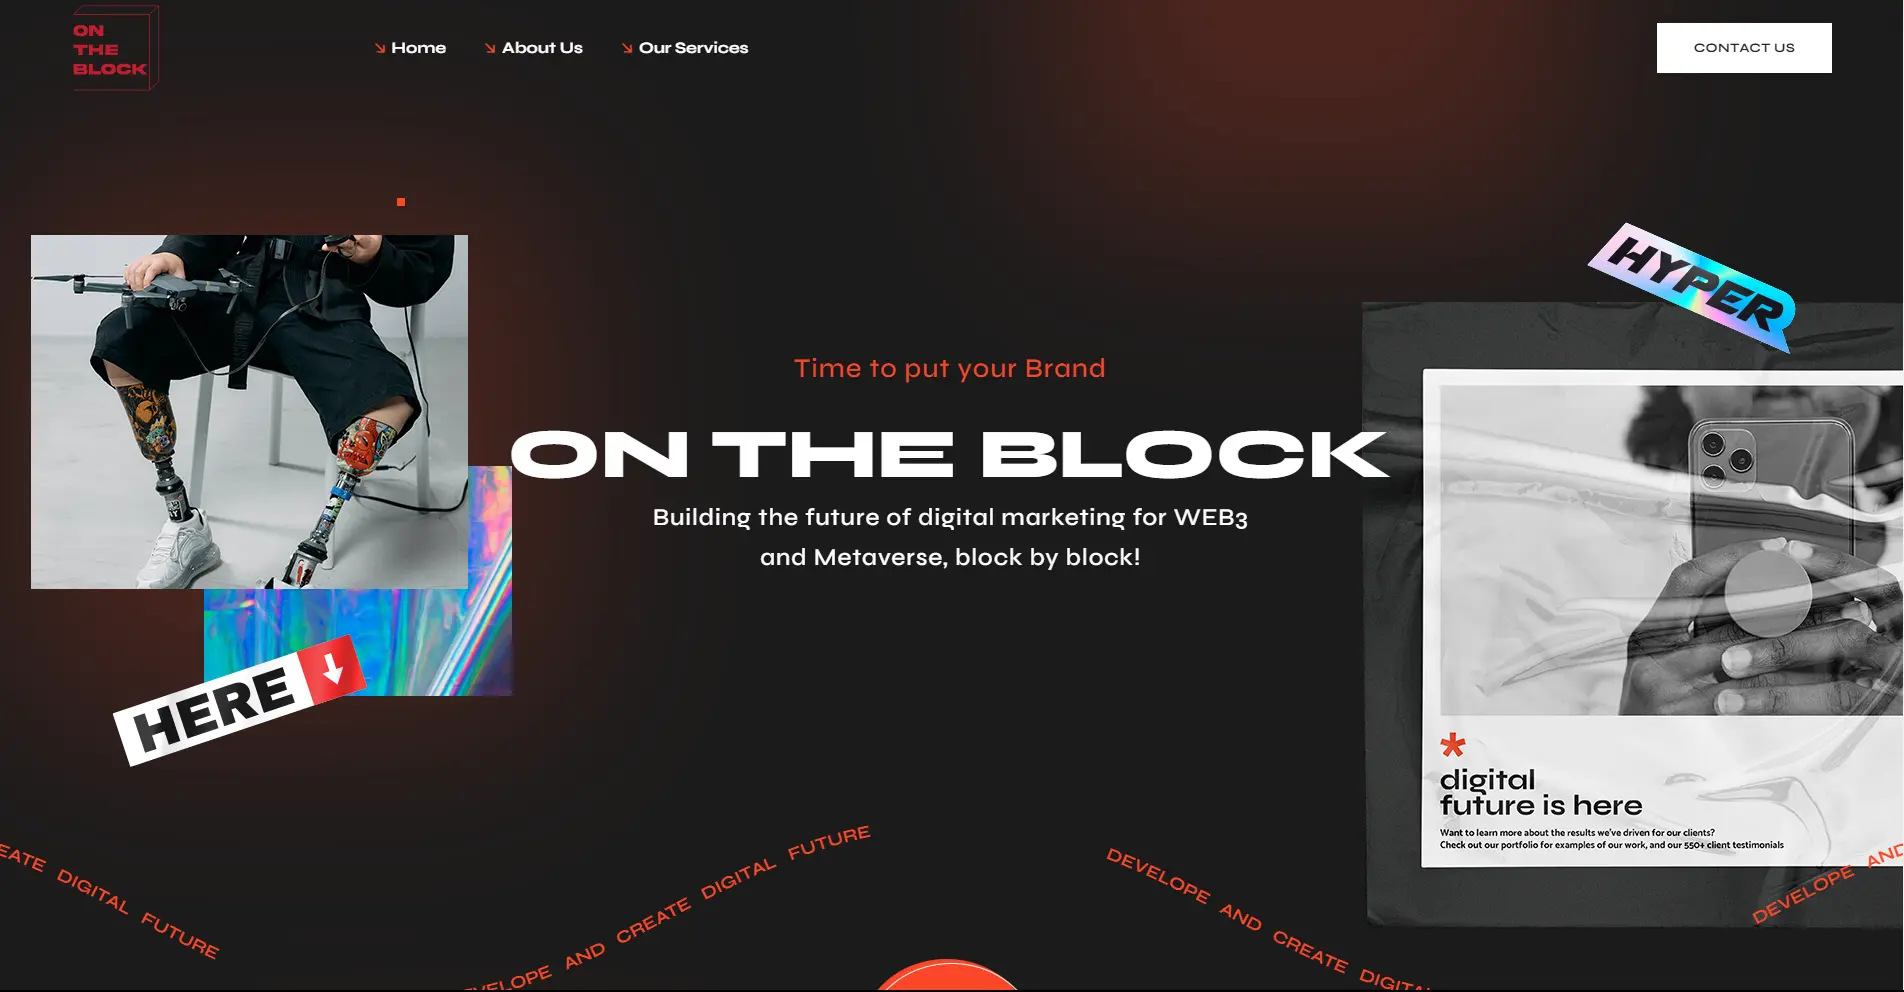 ON
THE
BLOCK
Home
About Us
Our Services
CONTACT US
HYPER
Time to put your Brand
ON THE BLOCK
Building the future of digital marketing for WEB3
and Metaverse, block by block!
HERE
*
digital
future is here
Want to learn more about the results we've driven for our clients?
Check out our portfolio for examples of our work, and our 550+ client testimonials
EATE DIGITAL FUTURE
VELOPE AND CREATE DIGITAL FUTURE
DEVELOPE AND CREATE DIGITA
DEVELOPE AND